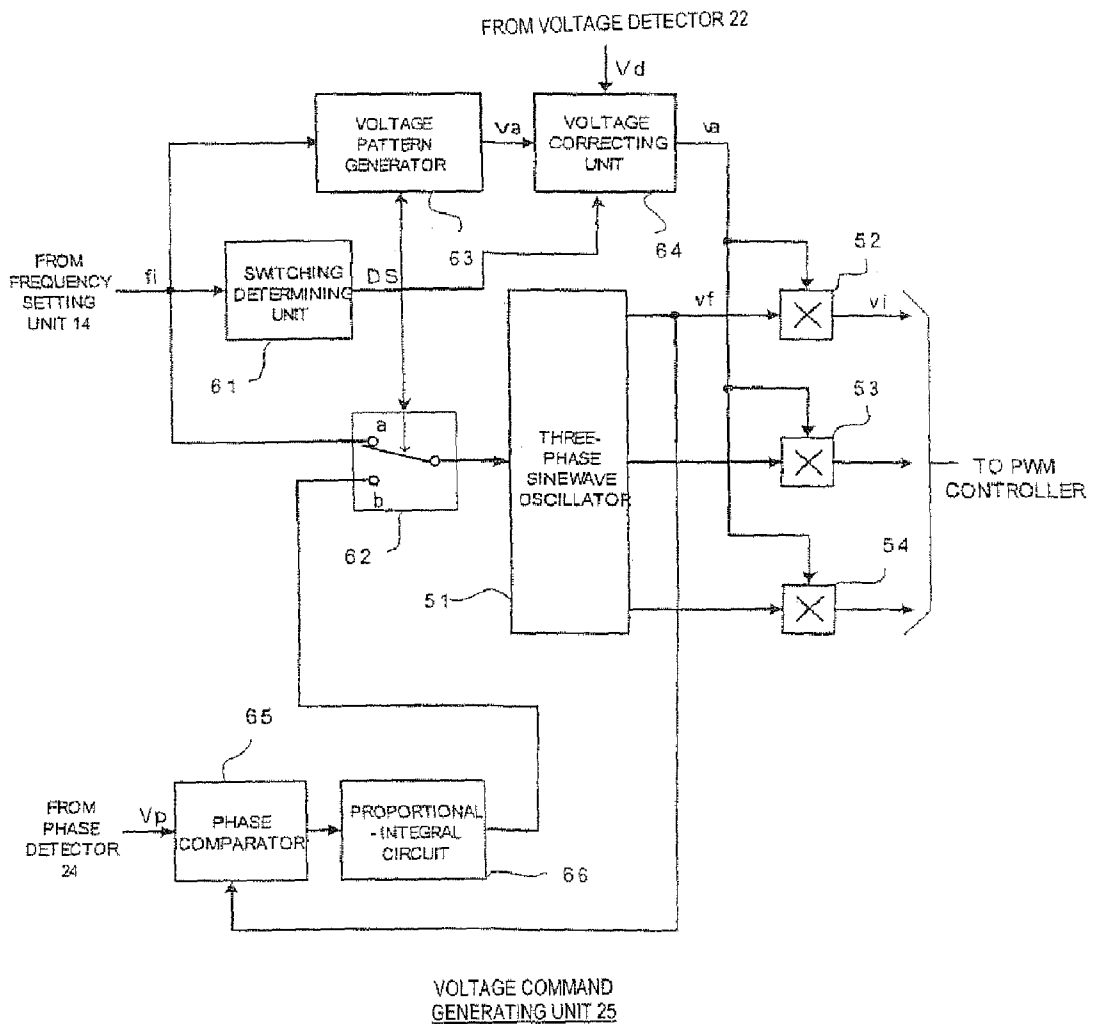 FROM VOLTAGE DETECTOR 22
Vd
VOLTAGE
PATTERN
GENERATOR
va
VOLTAGE
CORRECTING
UNIT
va
63
64
52
FROM
FREQUENCY
SETTING
UNIT 14
fi
SWITCHING
DETERMINING
UNIT
DS
vf
vi
61
53
a
b
THREE-
PHASE
SINEWAVE
OSCILLATOR
TO PWM
CONTROLLER
62
54
51
65
FROM
PHASE
DETECTOR
24
Vp
PHASE
COMPARATOR
PROPORTIONAL
-INTEGRAL
CIRCUIT
66
VOLTAGE COMMAND
GENERATING UNIT 25